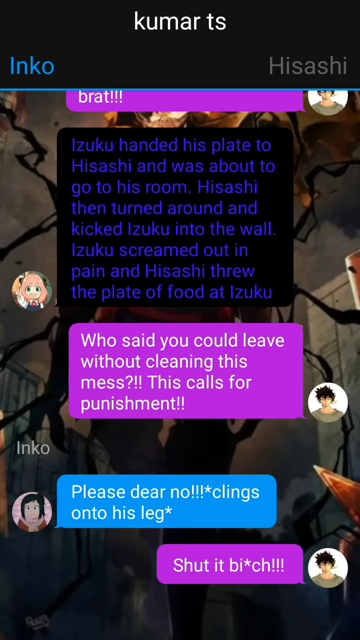 kumar ts
Inko
Hisashi
brat!!!
Izuku handed his plate to
Hisashi and was about to
go to his room. Hisashi
then turned around and
kicked Izuku into the wall.
Izuku screamed out in
pain and Hisashi threw
the plate of food at Izuku
Who said you could leave
without cleaning this
mess?!! This calls for
punishment!!
Inko
Please dear no!!!*clings
onto his leg*
Shut it bi*ch!!!